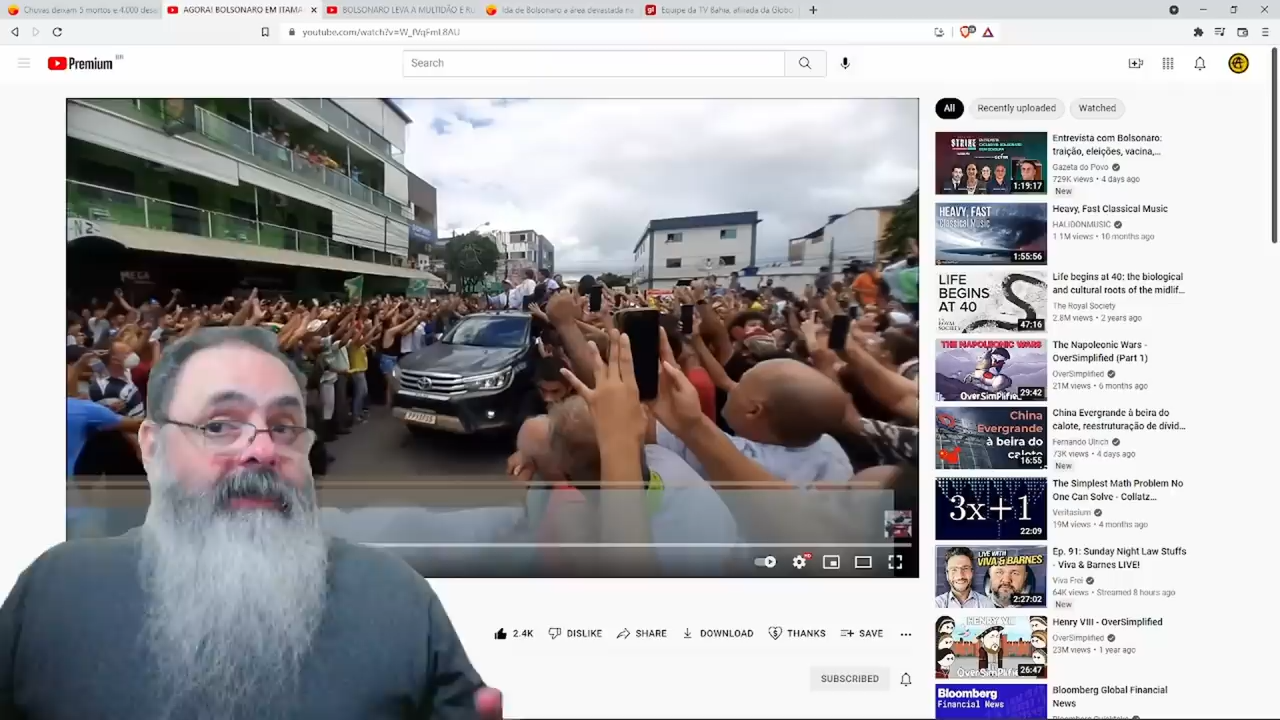 Chuvas deixam 5 mortos e 4.000 desa
AGORA! BOLSONARO EM ITAMA
BOLSONARO LEVA A MULTIDÃO E RU
Ida de Bolsonaro a área devastada no
Equipe da TV Bahia, afiliada da Globo
youtube.com/watch?v=W_fVqFmL8AU
Premium BR
Search
All
Recently uploaded
Watched
STRIKE
1:19:17
Entrevista com Bolsonaro:
traição, eleições, vacina,...
Gazeta do Povo
729K views • 4 days ago
New
HEAVY, FAST
Classical Music
1:55:56
Heavy, Fast Classical Music
HALIDONMUSIC
1.1M views • 10 months ago
LIFE
BEGINS
AT 40
47:16
Life begins at 40: the biological
and cultural roots of the midlif...
The Royal Society
2.8M views • 2 years ago
THE NAPOLEONIC WARS
OverSimplifie
29:42
The Napoleonic Wars -
OverSimplified (Part 1)
OverSimplified
21M views • 6 months ago
China
Evergrande
à beira do
calote
16:55
China Evergrande à beira do
calote, reestruturação de dívid...
Fernando Ulrich
73K views • 4 days ago
New
3x+1
22:09
The Simplest Math Problem No
One Can Solve - Collatz...
Veritasium
19M views • 4 months ago
LIVE WITH
VIVA & BARNES
2:27:02
Ep. 91: Sunday Night Law Stuffs
- Viva & Barnes LIVE!
Viva Frei
64K views • Streamed 8 hours ago
New
HENRY VIII
OverSimplifie
26:47
Henry VIII - OverSimplified
OverSimplified
23M views • 1 year ago
Bloomberg
Financial News
Bloomberg Global Financial
News
2.4K
DISLIKE
SHARE
DOWNLOAD
THANKS
SAVE
SUBSCRIBED